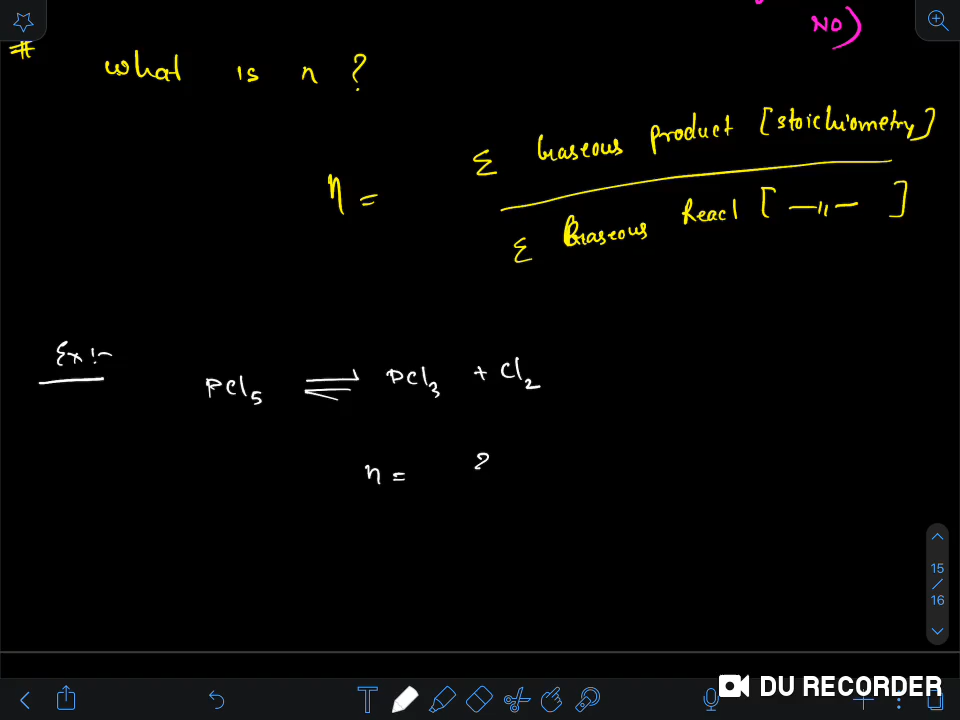 NO)
# What is n ?
n = Σ Gaseous product [stoichiometry]
Σ Gaseous React [ —„— ]
Ex :-
PCl5 ⇌ PCl3 + Cl2
n = ?
15
/
16
T
DU RECORDER